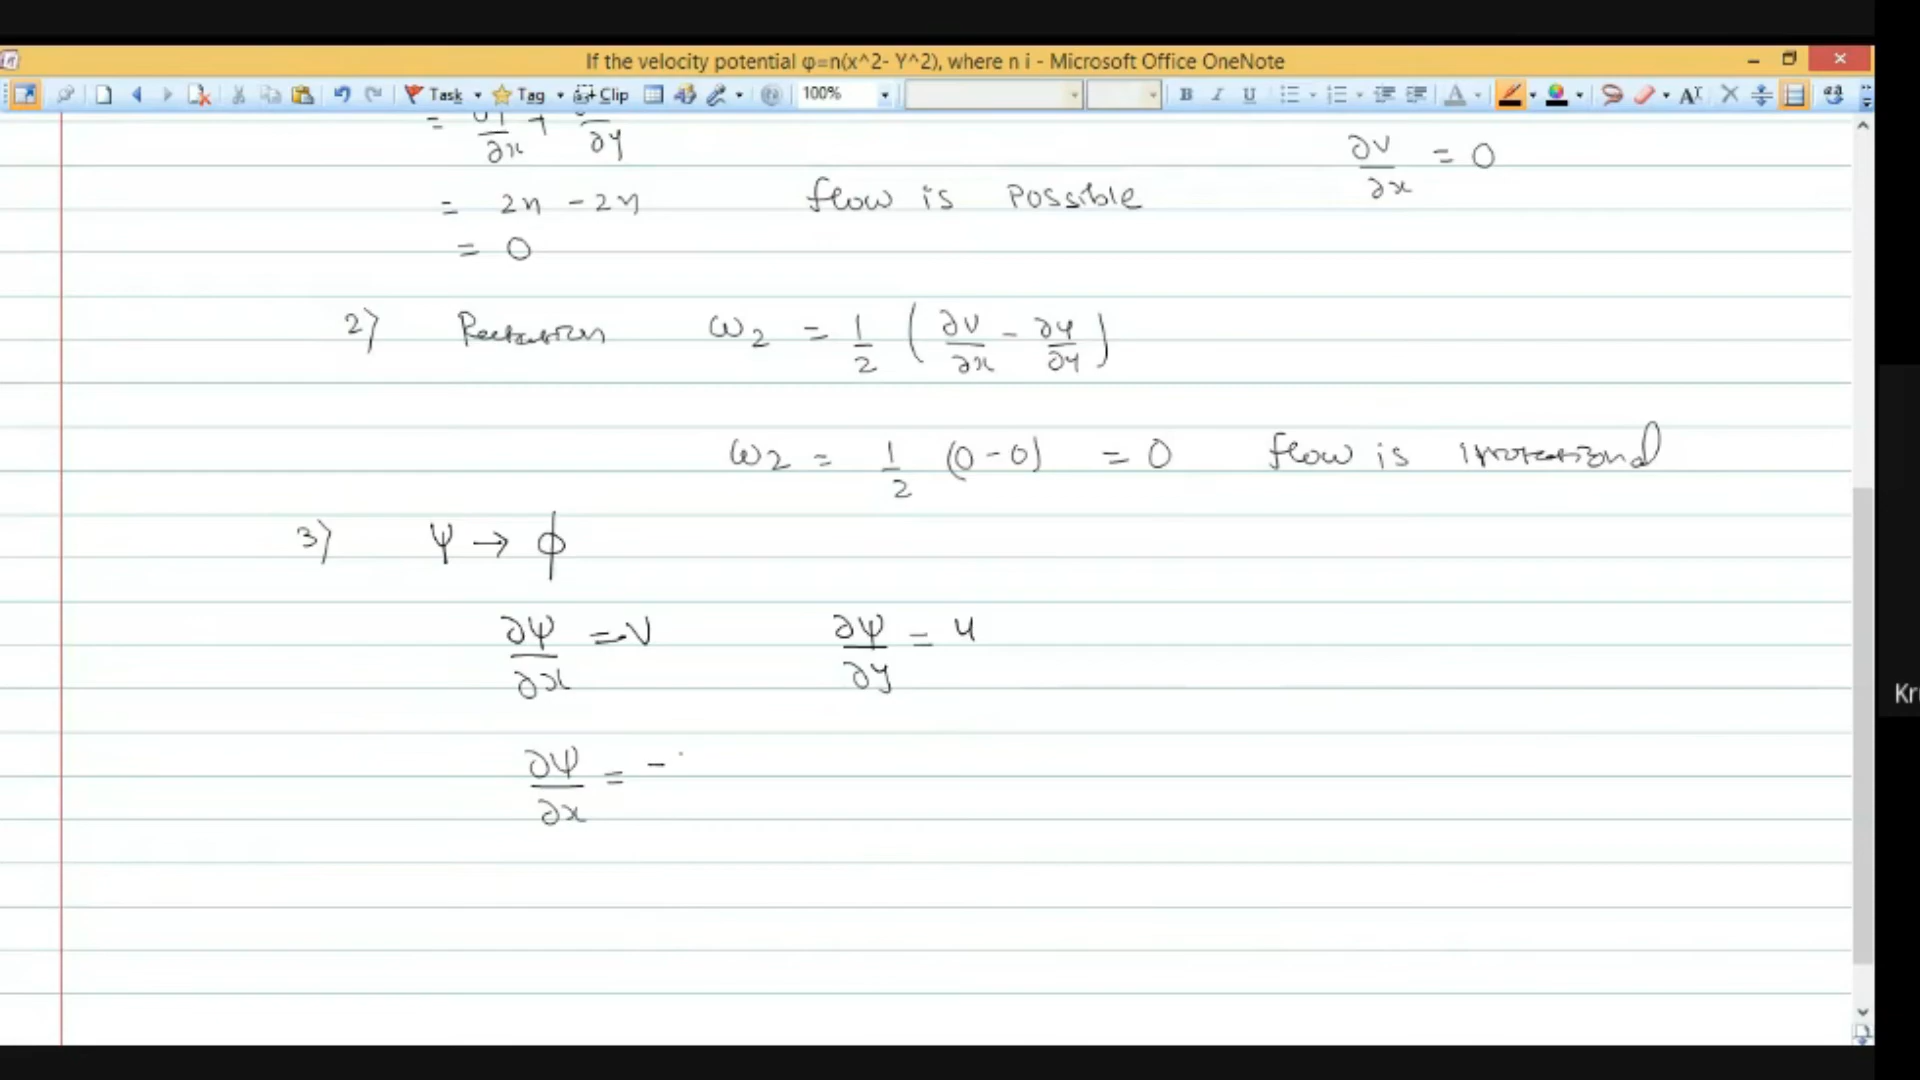 If the velocity potential φ=n(x^2- Y^2), where n i - Microsoft Office OneNote
Task Tag Clip 100% B I U
= ∂x + ∂y
∂v/∂x = 0
= 2n - 2n flow is possible
= 0
2) ω2 = 1/2 (∂v/∂x - ∂u/∂y)
ω2 = 1/2 (0-0) = 0 flow is irrotational
3) ψ → ϕ
∂ψ/∂x = -v ∂ψ/∂y = u
∂ψ/∂x = -
Kr